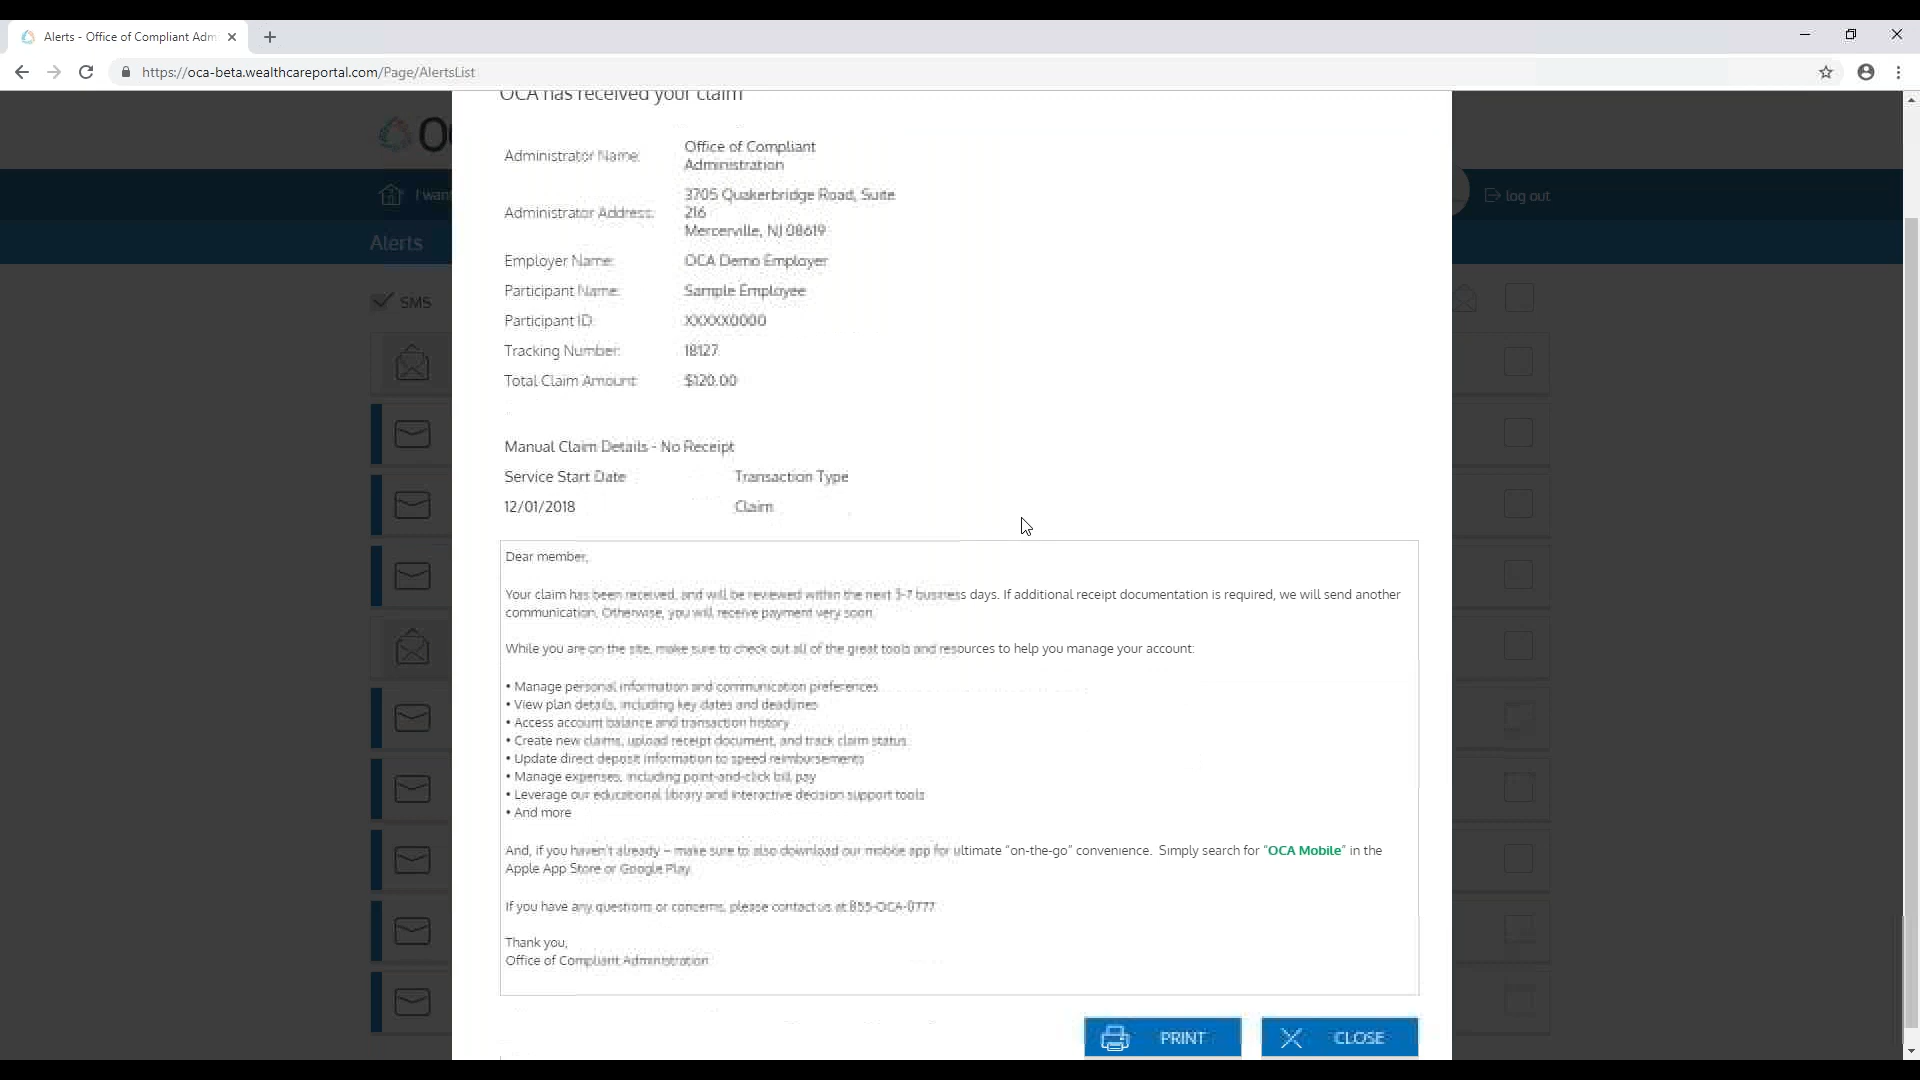 Alerts - Office of Compliant Adm
https://oca-beta.wealthcareportal.com/Page/AlertsList
OCA has received your claim
I want
log out
Alerts
SMS
Administrator Name:
Office of Compliant
Administration
Administrator Address:
3705 Quakerbridge Road, Suite
216
Mercerville, NJ 08619
Employer Name:
OCA Demo Employer
Participant Name:
Sample Employee
Participant ID:
XXXXX0000
Tracking Number:
18127
Total Claim Amount:
$120.00
Manual Claim Details - No Receipt
Service Start Date
Transaction Type
12/01/2018
Claim
Dear member,
Your claim has been received, and will be reviewed within the next 3-7 business days. If additional receipt documentation is required, we will send another
communication. Otherwise, you will receive payment very soon.
While you are on the site, make sure to check out all of the great tools and resources to help you manage your account:
• Manage personal information and communication preferences
• View plan details, including key dates and deadlines
• Access account balance and transaction history
• Create new claims, upload receipt document, and track claim status
• Update direct deposit information to speed reimbursements
• Manage expenses, including point-and-click bill pay
• Leverage our educational library and interactive decision support tools
• And more
And, if you haven't already – make sure to also download our mobile app for ultimate "on-the-go" convenience. Simply search for "OCA Mobile" in the
Apple App Store or Google Play.
If you have any questions or concerns, please contact us at 855-OCA-0777.
Thank you,
Office of Compliant Administration
PRINT
CLOSE